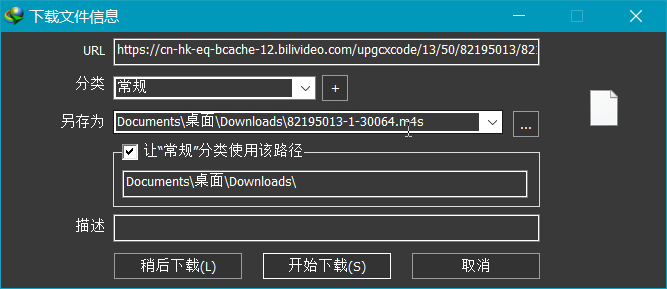 下载文件信息
URL https://cn-hk-eq-bcache-12.bilivideo.com/upgcxcode/13/50/82195013/821
分类 常规 +
另存为 Documents\桌面\Downloads\82195013-1-30064.m4s ...
让“常规”分类使用该路径
Documents\桌面\Downloads\
描述
稍后下载(L) 开始下载(S) 取消